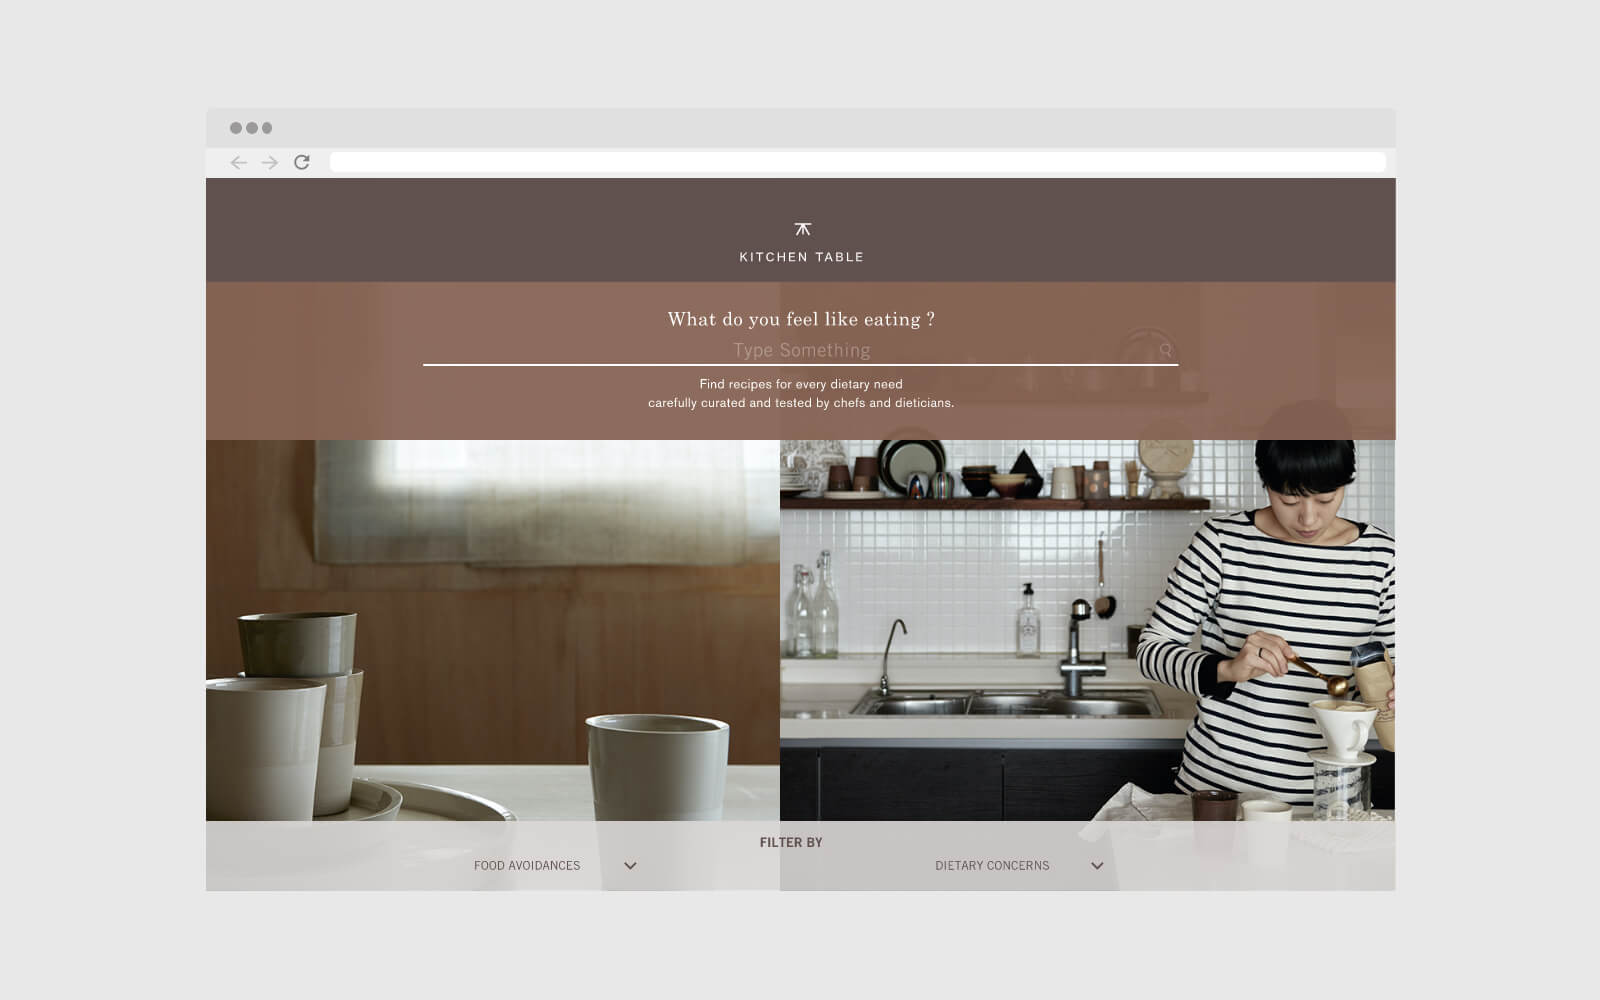 KITCHEN TABLE
What do you feel like eating ?
Type Something
Find recipes for every dietary need
carefully curated and tested by chefs and dieticians.
FILTER BY
FOOD AVOIDANCES
DIETARY CONCERNS